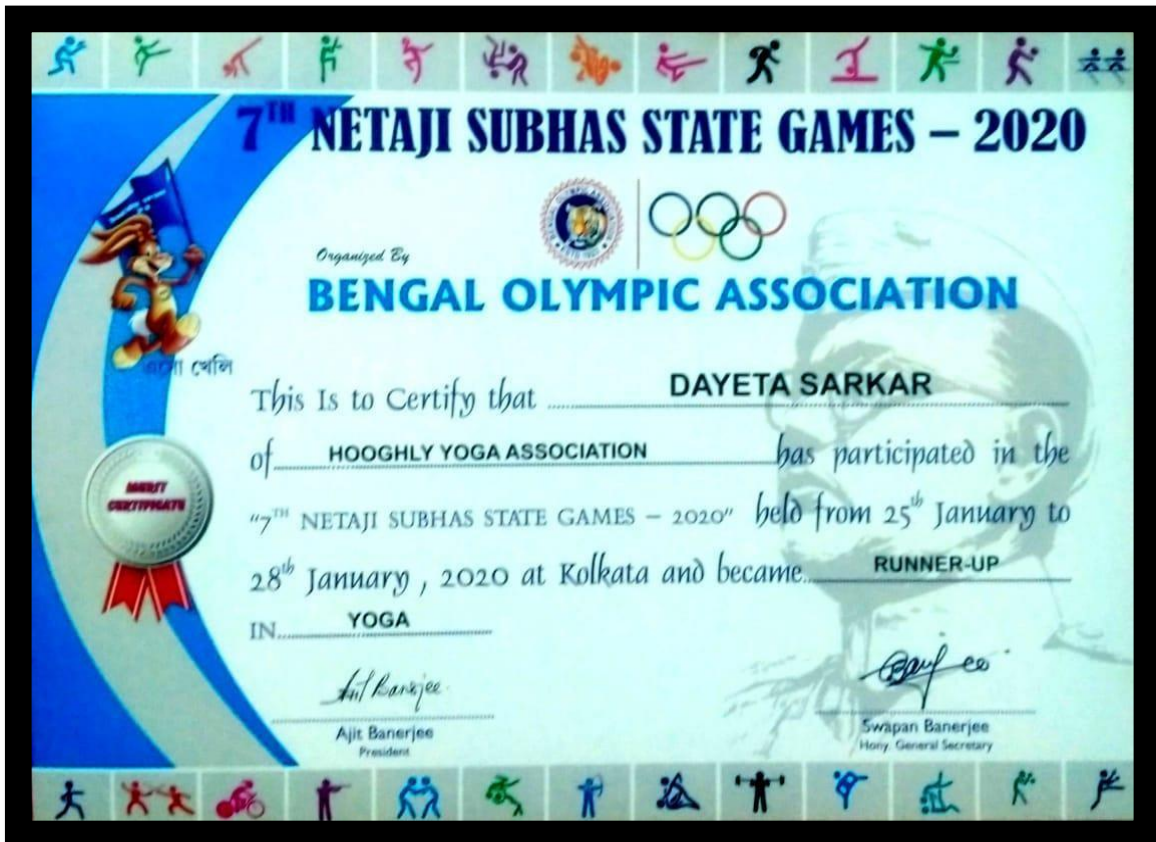 7TH NETAJI SUBHAS STATE GAMES – 2020
Organized By
BENGAL OLYMPIC ASSOCIATION
এসো খেলি
This Is to Certify that DAYETA SARKAR
of HOOGHLY YOGA ASSOCIATION has participated in the
"7TH NETAJI SUBHAS STATE GAMES – 2020" held from 25th January to
28th January, 2020 at Kolkata and became RUNNER-UP
IN YOGA
MERIT
CERTIFICATE
Ajit Banerjee
Ajit Banerjee
President
Swapan Banerjee
Hony. General Secretary